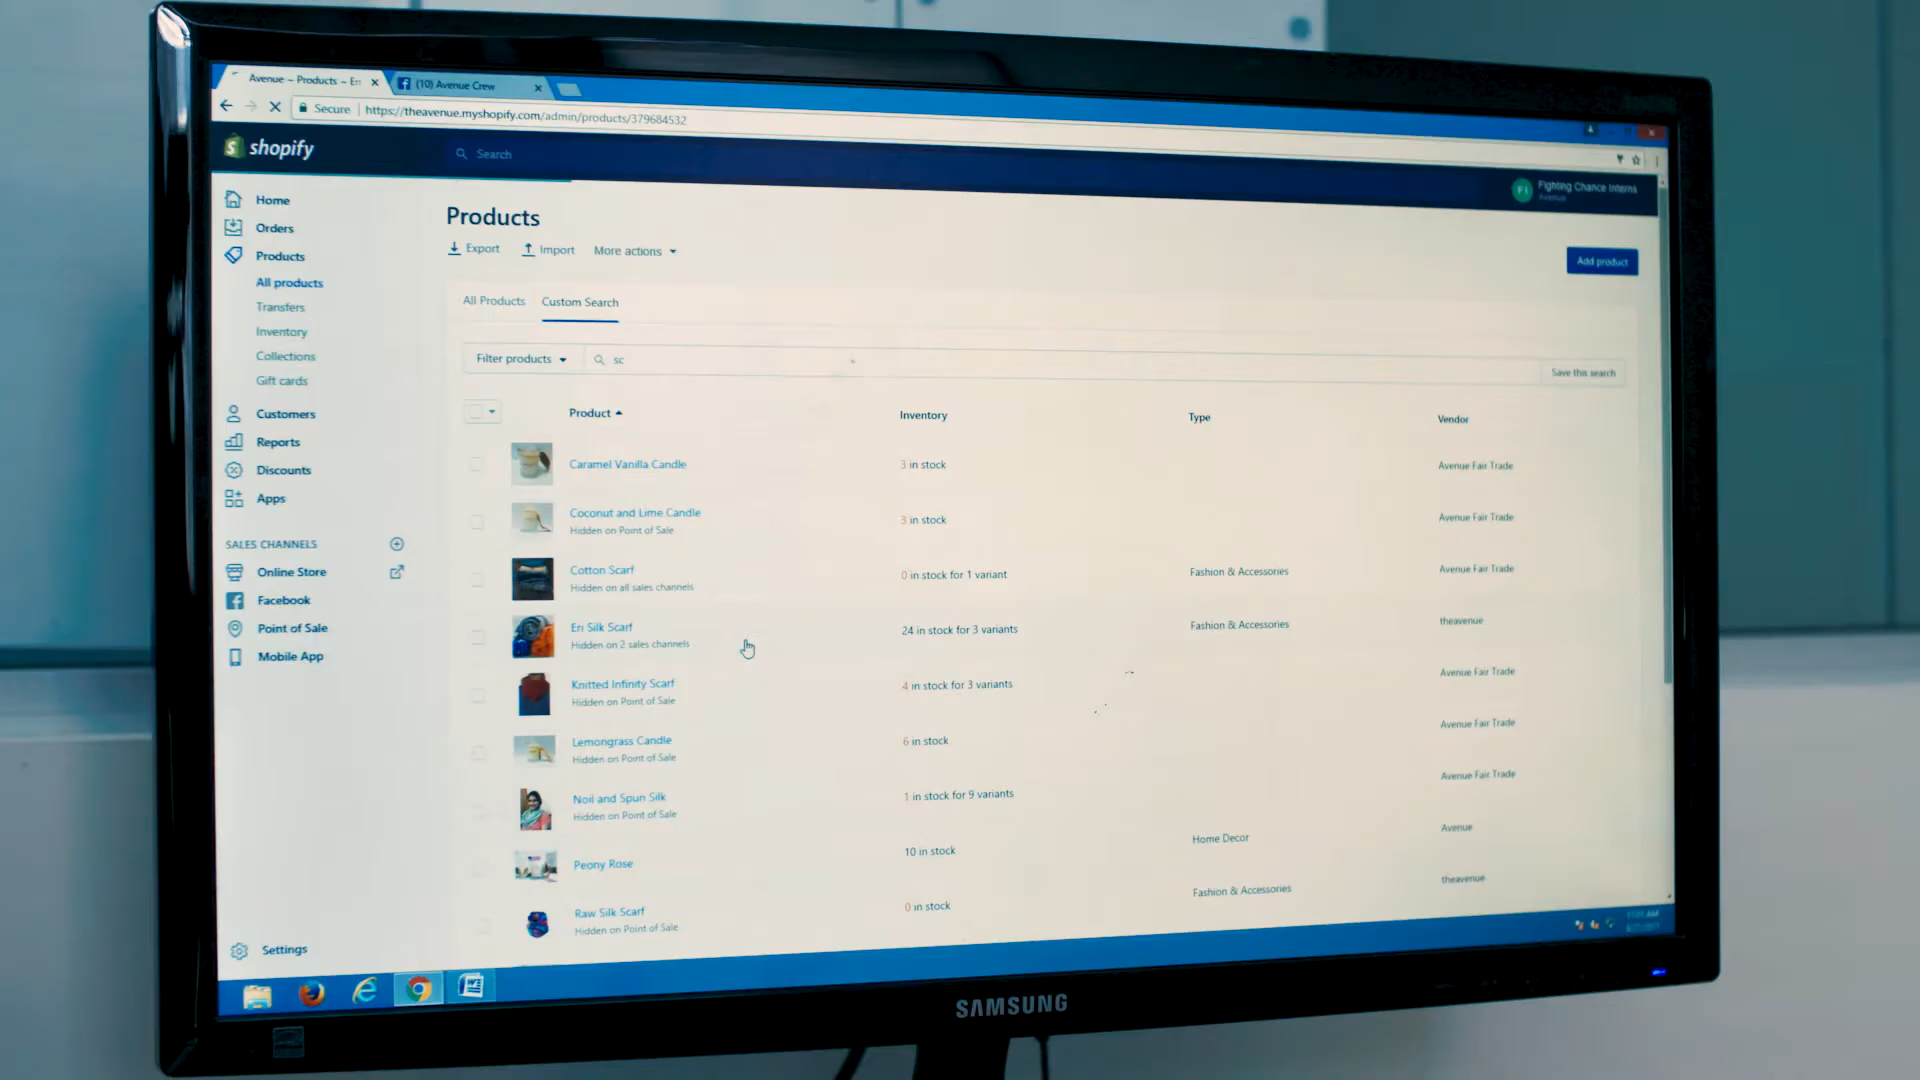 Avenue ~ Products ~ En
(10) Avenue Crew
Secure
https://theavenue.myshopify.com/admin/products/379684532
shopify
Search
Fighting Chance Interns
Avenue
Home
Orders
Products
All products
Transfers
Inventory
Collections
Gift cards
Customers
Reports
Discounts
Apps
SALES CHANNELS
Online Store
Facebook
Point of Sale
Mobile App
Settings
Products
Export
Import
More actions
Add product
All Products
Custom Search
Filter products
sc
Save this search
Product
Inventory
Type
Vendor
Caramel Vanilla Candle
3 in stock
Avenue Fair Trade
Coconut and Lime Candle
Hidden on Point of Sale
3 in stock
Avenue Fair Trade
Cotton Scarf
Hidden on all sales channels
0 in stock for 1 variant
Fashion & Accessories
Avenue Fair Trade
Eri Silk Scarf
Hidden on 2 sales channels
24 in stock for 3 variants
Fashion & Accessories
theavenue
Knitted Infinity Scarf
Hidden on Point of Sale
4 in stock for 3 variants
Avenue Fair Trade
Lemongrass Candle
Hidden on Point of Sale
6 in stock
Avenue Fair Trade
Noil and Spun Silk
Hidden on Point of Sale
1 in stock for 9 variants
Avenue Fair Trade
Peony Rose
10 in stock
Home Decor
Avenue
Raw Silk Scarf
Hidden on Point of Sale
0 in stock
Fashion & Accessories
theavenue
SAMSUNG